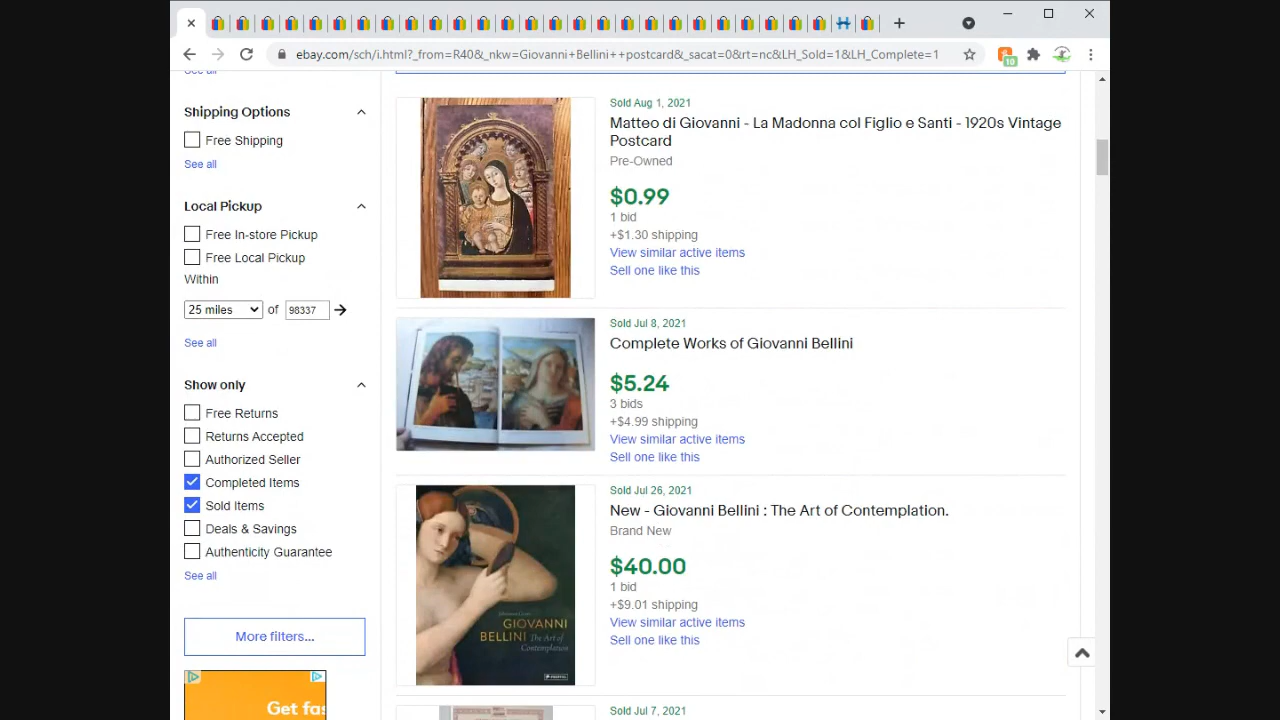 ebay.com/sch/i.html?_from=R40&_nkw=Giovanni+Bellini++postcard&_sacat=0&rt=nc&LH_Sold=1&LH_Complete=1
10
See all
Shipping Options
Free Shipping
See all
Local Pickup
Free In-store Pickup
Free Local Pickup
Within
25 miles of 98337
See all
Show only
Free Returns
Returns Accepted
Authorized Seller
Completed Items
Sold Items
Deals & Savings
Authenticity Guarantee
See all
More filters...
Get fas
Sold Aug 1, 2021
Matteo di Giovanni - La Madonna col Figlio e Santi - 1920s Vintage
Postcard
Pre-Owned
$0.99
1 bid
+$1.30 shipping
View similar active items
Sell one like this
Sold Jul 8, 2021
Complete Works of Giovanni Bellini
$5.24
3 bids
+$4.99 shipping
View similar active items
Sell one like this
GIOVANNI
BELLINI The Art of
Contemplation
Sold Jul 26, 2021
New - Giovanni Bellini : The Art of Contemplation.
Brand New
$40.00
1 bid
+$9.01 shipping
View similar active items
Sell one like this
Sold Jul 7, 2021